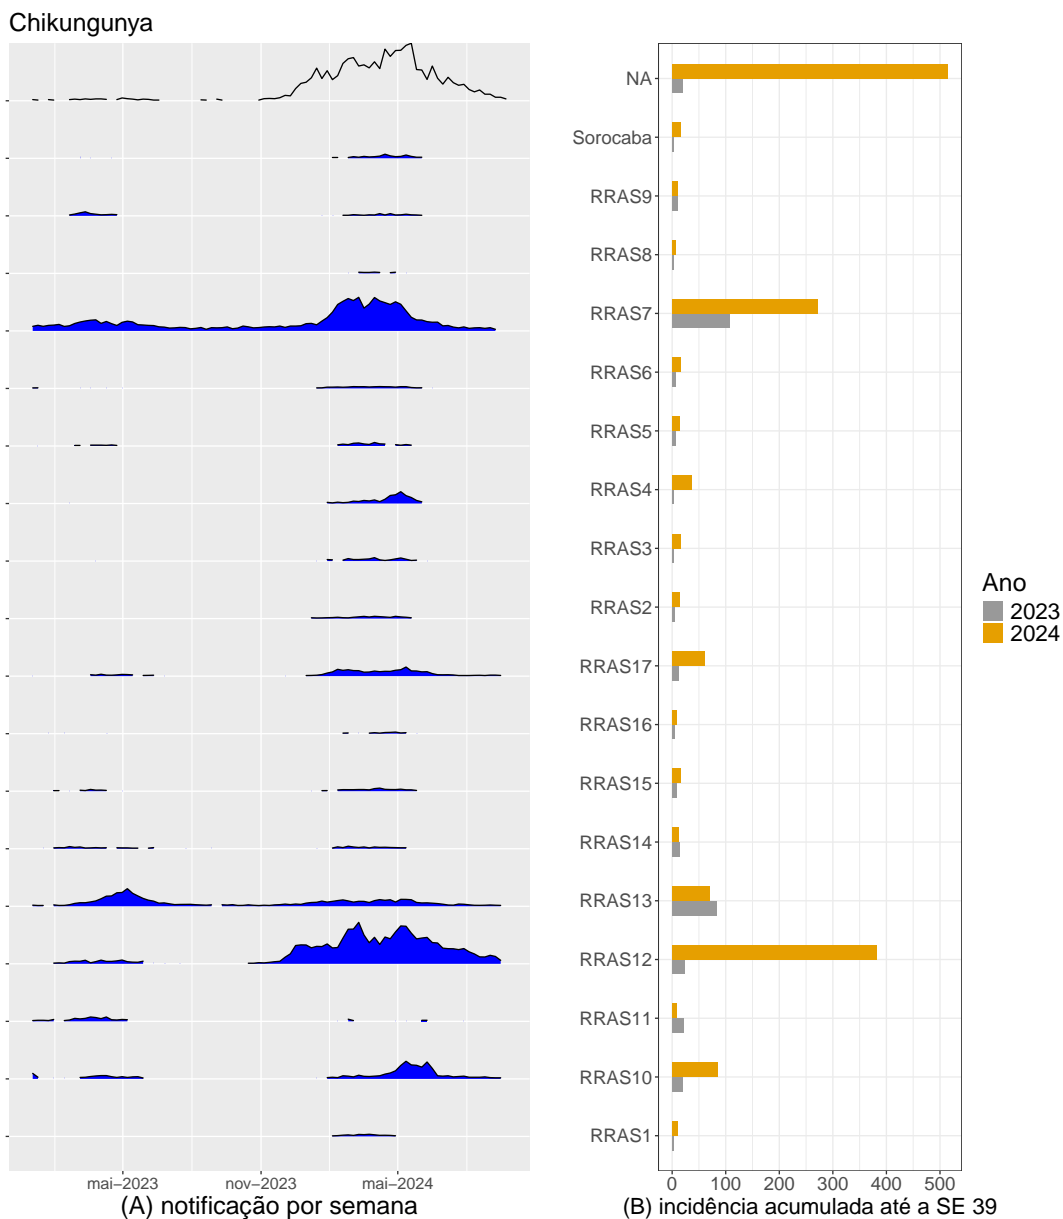 Chikungunya
NA
Sorocaba
RRAS9
RRAS8
RRAS7
RRAS6
RRAS5
RRAS4
RRAS3
RRAS2
RRAS17
RRAS16
RRAS15
RRAS14
RRAS13
RRAS12
RRAS11
RRAS10
RRAS1
mai–2023 nov–2023 mai–2024
(A) notificação por semana
0 100 200 300 400 500
(B) incidência acumulada até a SE 39
Ano
2023
2024